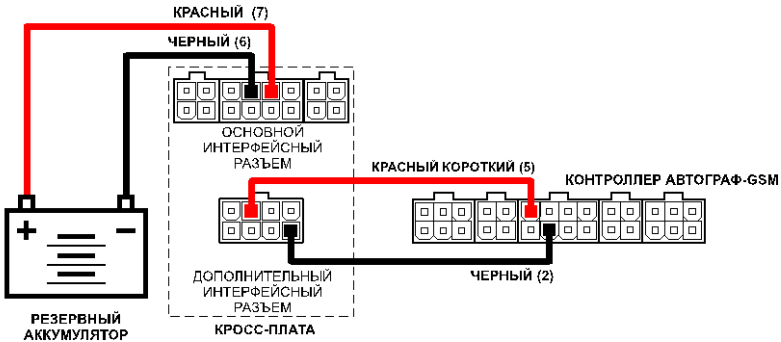 КРАСНЫЙ (7)
ЧЕРНЫЙ (6)
ОСНОВНОЙ
ИНТЕРФЕЙСНЫЙ
РАЗЪЕМ
КРАСНЫЙ КОРОТКИЙ (5)
КОНТРОЛЛЕР АВТОГРАФ-GSM
+ −
ДОПОЛНИТЕЛЬНЫЙ
ИНТЕРФЕЙСНЫЙ
РАЗЪЕМ
ЧЕРНЫЙ (2)
РЕЗЕРВНЫЙ
АККУМУЛЯТОР
КРОСС-ПЛАТА